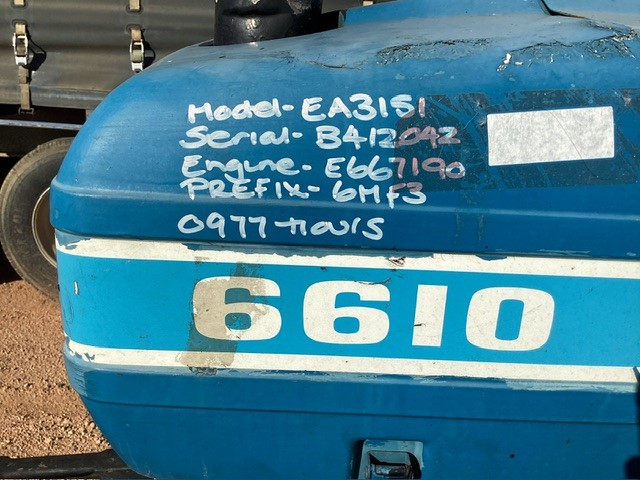 Model- EA3151
Serial- B412042
Engine- E667190
PREFIX- 6MF3
0977 Hours
6610